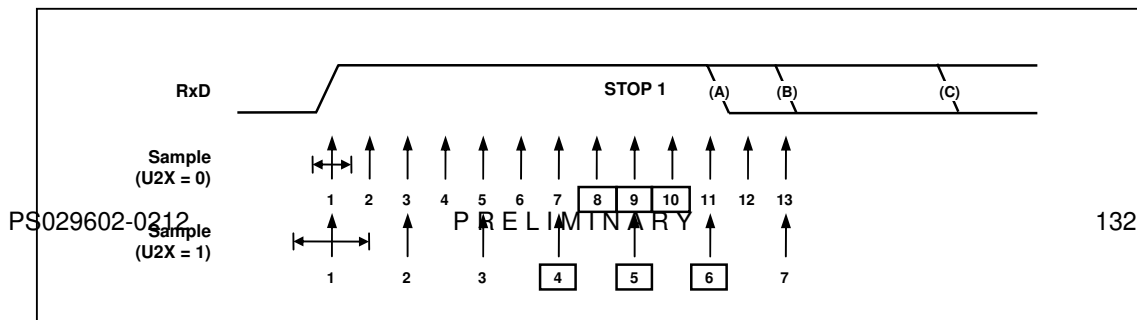 RxD STOP 1 (A) (B) (C)
Sample
(U2X = 0)
1 2 3 4 5 6 7 8 9 10 11 12 13
PS029602-0212 PRELIMINARY 132
Sample
(U2X = 1)
1 2 3 4 5 6 7